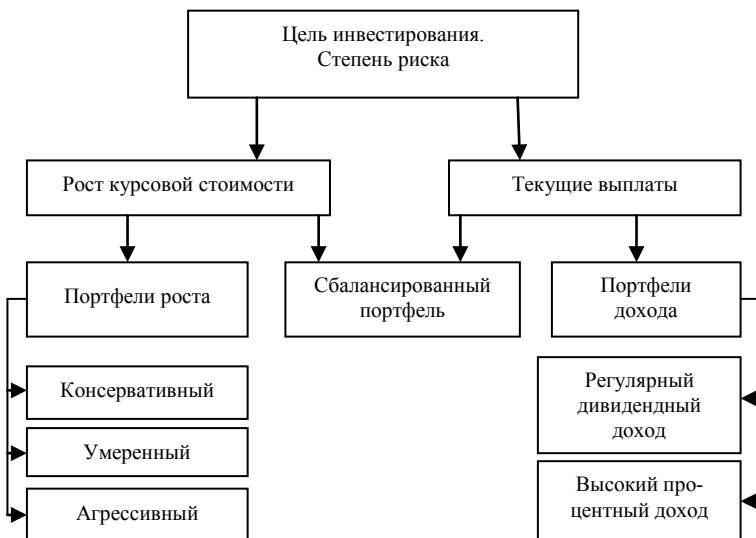 Цель инвестирования.
Степень риска
Рост курсовой стоимости
Текущие выплаты
Портфели роста
Сбалансированный
портфель
Портфели
дохода
Консервативный
Умеренный
Агрессивный
Регулярный
дивидендный
доход
Высокий про-
центный доход